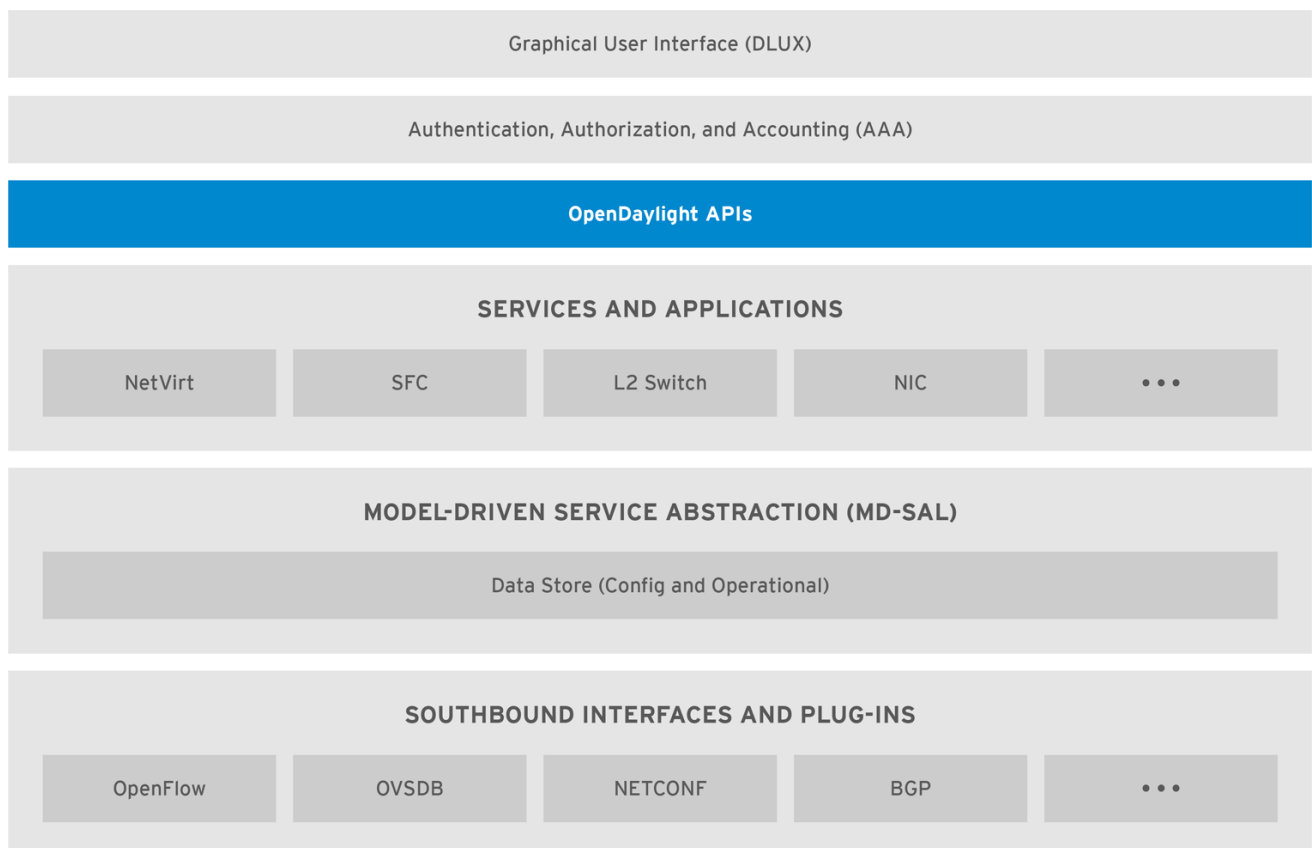 Graphical User Interface (DLUX)
Authentication, Authorization, and Accounting (AAA)
OpenDaylight APIs
SERVICES AND APPLICATIONS
NetVirt
SFC
L2 Switch
NIC
•••
MODEL-DRIVEN SERVICE ABSTRACTION (MD-SAL)
Data Store (Config and Operational)
SOUTHBOUND INTERFACES AND PLUG-INS
OpenFlow
OVSDB
NETCONF
BGP
•••